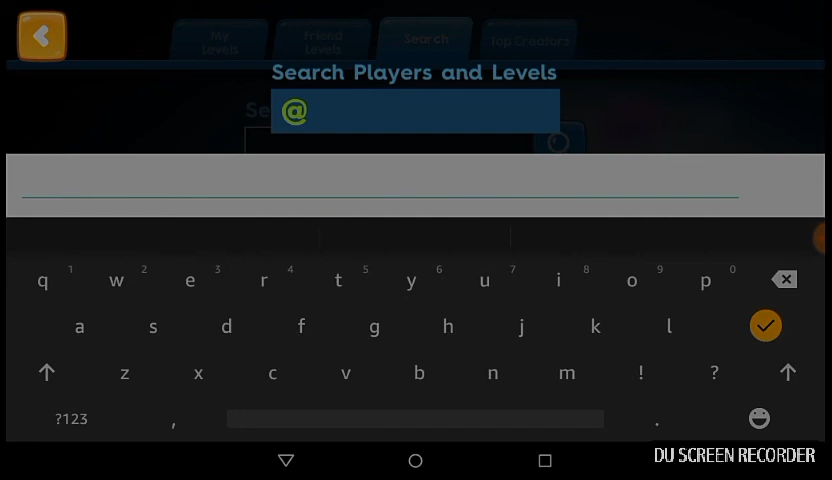 My Levels
Friend Levels
Search
Top Creators
Search Players and Levels
Se
@
q 1 w 2 e 3 r 4 t 5 y 6 u 7 i 8 o 9 p 0
a s d f g h j k l
z x c v b n m ! ?
?123 , .
DU SCREEN RECORDER